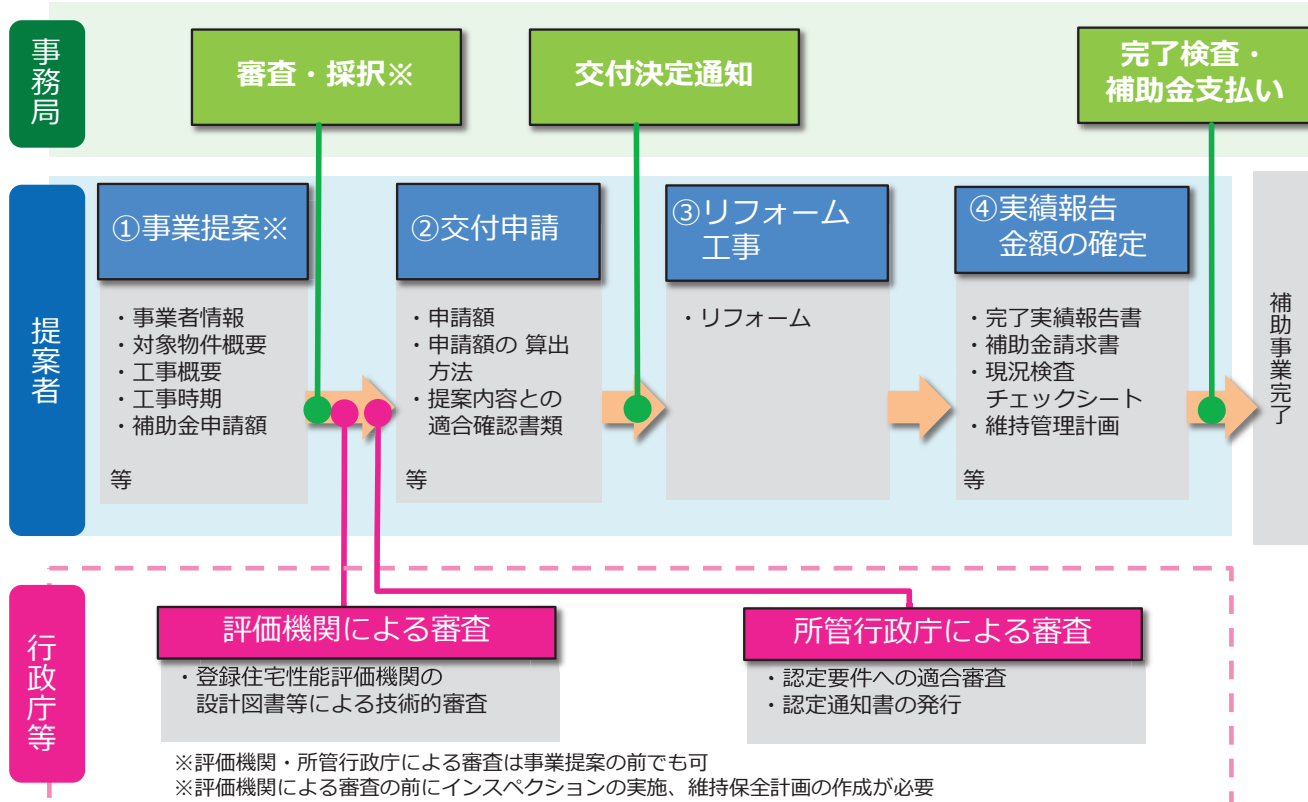 事務局
審査・採択※
交付決定通知
完了検査・
補助金支払い
提案者
①事業提案※
・事業者情報
・対象物件概要
・工事概要
・工事時期
・補助金申請額
等
②交付申請
・申請額
・申請額の 算出
方法
・提案内容との
適合確認書類
等
③リフォーム
工事
・リフォーム
④実績報告
金額の確定
・完了実績報告書
・補助金請求書
・現況検査
チェックシート
・維持管理計画
等
補助事業完了
行政庁等
評価機関による審査
・登録住宅性能評価機関の
設計図書等による技術的審査
所管行政庁による審査
・認定要件への適合審査
・認定通知書の発行
※評価機関・所管行政庁による審査は事業提案の前でも可
※評価機関による審査の前にインスペクションの実施、維持保全計画の作成が必要